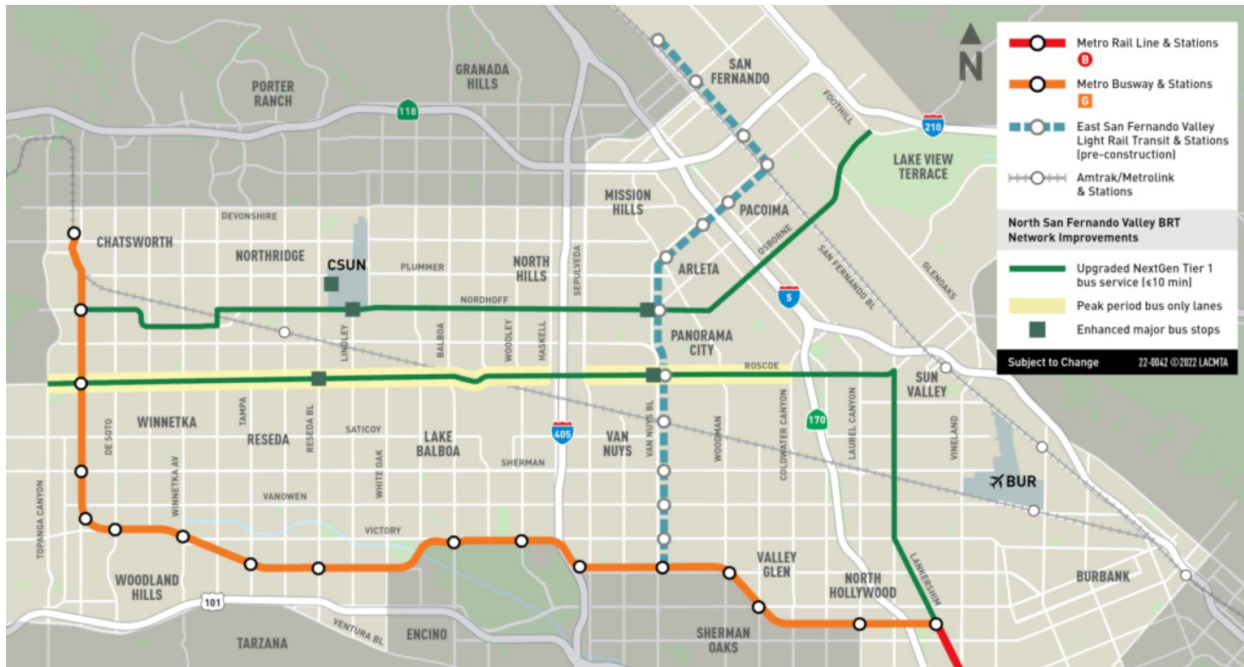 GRANADA
HILLS
PORTER
RANCH
118
SAN
FERNANDO
FOOTHILL
210
LAKE VIEW
TERRACE
N
MISSION
HILLS
PACOIMA
DEVONSHIRE
CHATSWORTH
NORTHRIDGE
CSUN
PLUMMER
NORTH
HILLS
SEPULVEDA
ARLETA
OSBORNE
SAN FERNANDO BL
GLENOAKS
NORDHOFF
5
LINDLEY
BALBOA
WOODLEY
HASKELL
PANORAMA
CITY
ROSCOE
SUN
VALLEY
WINNETKA
DE SOTO
TAMPA
RESEDA
RESEDA BL
SATICOY
WHITE OAK
LAKE
BALBOA
SHERMAN
405
VAN
NUYS
VAN NUYS BL
WOODMAN
COLDWATER CANYON
170
LAUREL CANYON
VINELAND
BUR
TOPANGA CANYON
WINNETKA AV
VANOWEN
VICTORY
WOODLAND
HILLS
101
TARZANA
VENTURA BL
ENCINO
SHERMAN
OAKS
VALLEY
GLEN
NORTH
HOLLYWOOD
LANKERSHIM
BURBANK
Metro Rail Line & Stations
B
Metro Busway & Stations
G
East San Fernando Valley
Light Rail Transit & Stations
(pre-construction)
Amtrak/Metrolink
& Stations
North San Fernando Valley BRT
Network Improvements
Upgraded NextGen Tier 1
bus service (≤10 min)
Peak period bus only lanes
Enhanced major bus stops
Subject to Change 22-0042 ©2022 LACMTA